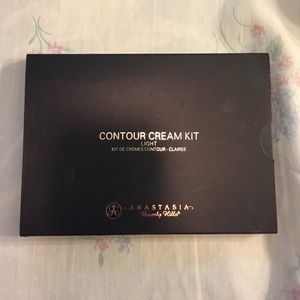 CONTOUR CREAM KIT
LIGHT
KIT DE CRÈMES CONTOUR - CLAIRES
ANASTASIA
Beverly Hills®